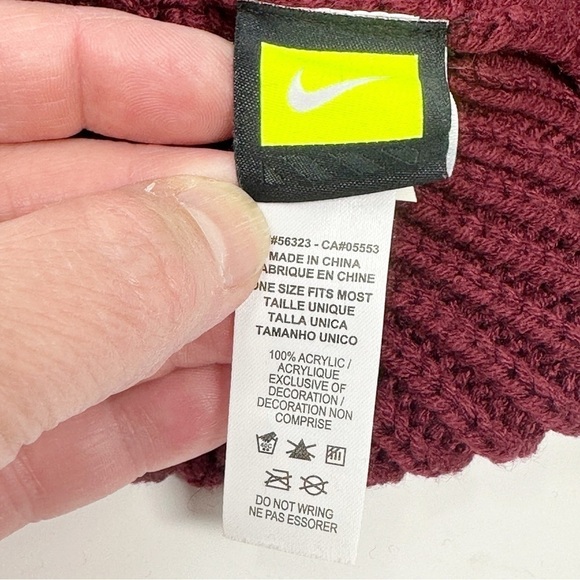 #56323 - CA#05553
MADE IN CHINA
ABRIQUE EN CHINE
ONE SIZE FITS MOST
TAILLE UNIQUE
TALLA UNICA
TAMANHO UNICO
100% ACRYLIC /
ACRYLIQUE
EXCLUSIVE OF
DECORATION /
DECORATION NON
COMPRISE
DO NOT WRING
NE PAS ESSORER